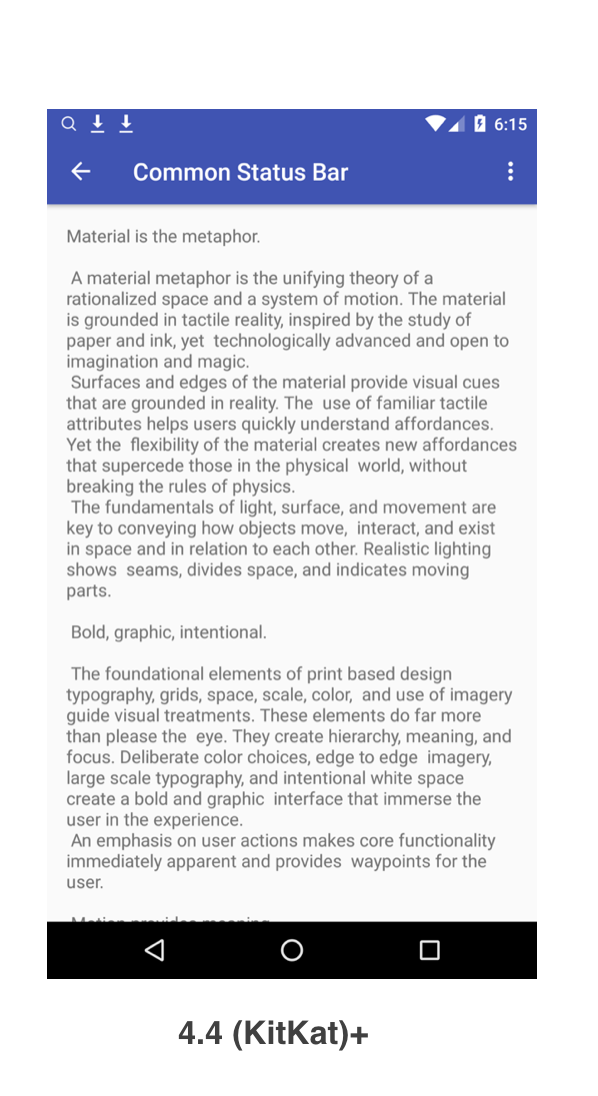 6:15
Common Status Bar
Material is the metaphor.
A material metaphor is the unifying theory of a
rationalized space and a system of motion. The material
is grounded in tactile reality, inspired by the study of
paper and ink, yet  technologically advanced and open to
imagination and magic.
Surfaces and edges of the material provide visual cues
that are grounded in reality. The  use of familiar tactile
attributes helps users quickly understand affordances.
Yet the  flexibility of the material creates new affordances
that supercede those in the physical  world, without
breaking the rules of physics.
The fundamentals of light, surface, and movement are
key to conveying how objects move,  interact, and exist
in space and in relation to each other. Realistic lighting
shows  seams, divides space, and indicates moving
parts.
Bold, graphic, intentional.
The foundational elements of print based design
typography, grids, space, scale, color,  and use of imagery
guide visual treatments. These elements do far more
than please the  eye. They create hierarchy, meaning, and
focus. Deliberate color choices, edge to edge  imagery,
large scale typography, and intentional white space
create a bold and graphic  interface that immerse the
user in the experience.
An emphasis on user actions makes core functionality
immediately apparent and provides  waypoints for the
user.
Motion provides meaning.
4.4 (KitKat)+